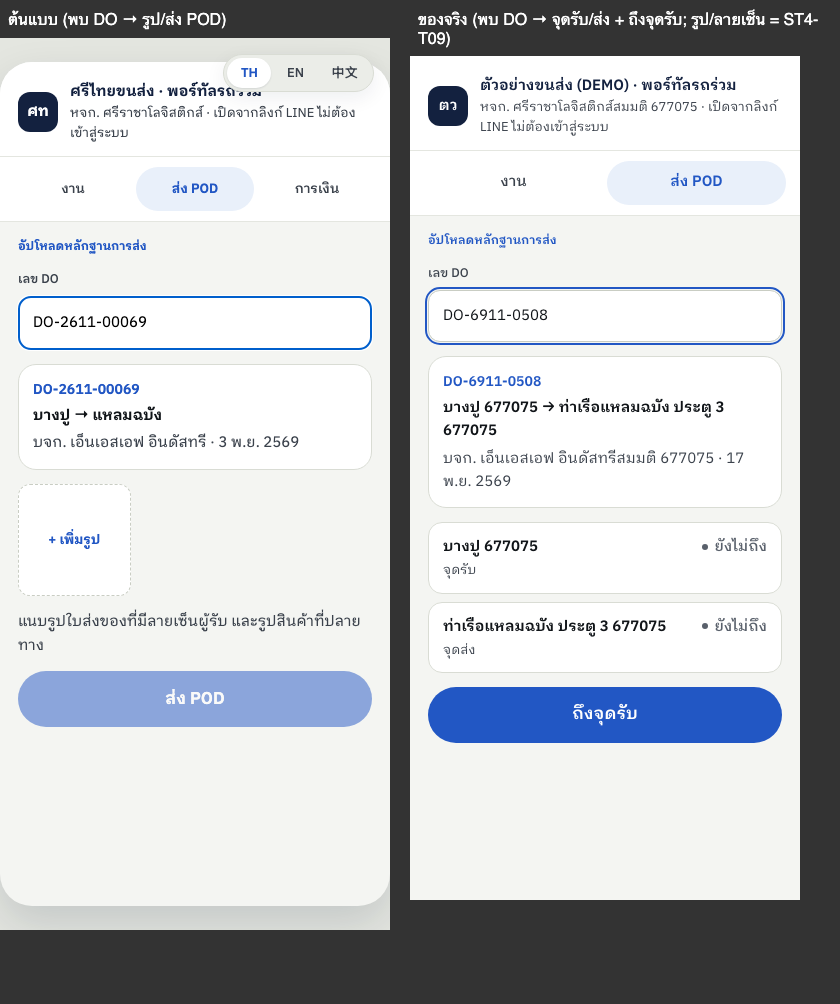 ต้นแบบ (พบ DO → รูป/ส่ง POD)
TH EN 中文
ศท
ศรีไทยขนส่ง · พอร์ทัลรถร่วม
หจก. ศรีราชาโลจิสติกส์ · เปิดจากลิงก์ LINE ไม่ต้อง
เข้าสู่ระบบ
งาน ส่ง POD การเงิน
อัปโหลดหลักฐานการส่ง
เลข DO
DO-2611-00069
DO-2611-00069
บางปู → แหลมฉบัง
บจก. เอ็นเอสเอฟ อินดัสทรี · 3 พ.ย. 2569
+ เพิ่มรูป
แนบรูปใบส่งของที่มีลายเซ็นผู้รับ และรูปสินค้าที่ปลาย
ทาง
ส่ง POD
ของจริง (พบ DO → จุดรับ/ส่ง + ถึงจุดรับ; รูป/ลายเซ็น = ST4-
T09)
ตว
ตัวอย่างขนส่ง (DEMO) · พอร์ทัลรถร่วม
หจก. ศรีราชาโลจิสติกส์สมมติ 677075 · เปิดจากลิงก์
LINE ไม่ต้องเข้าสู่ระบบ
งาน ส่ง POD
อัปโหลดหลักฐานการส่ง
เลข DO
DO-6911-0508
DO-6911-0508
บางปู 677075 → ท่าเรือแหลมฉบัง ประตู 3
677075
บจก. เอ็นเอสเอฟ อินดัสทรีสมมติ 677075 · 17
พ.ย. 2569
บางปู 677075 • ยังไม่ถึง
จุดรับ
ท่าเรือแหลมฉบัง ประตู 3 677075 • ยังไม่ถึง
จุดส่ง
ถึงจุดรับ